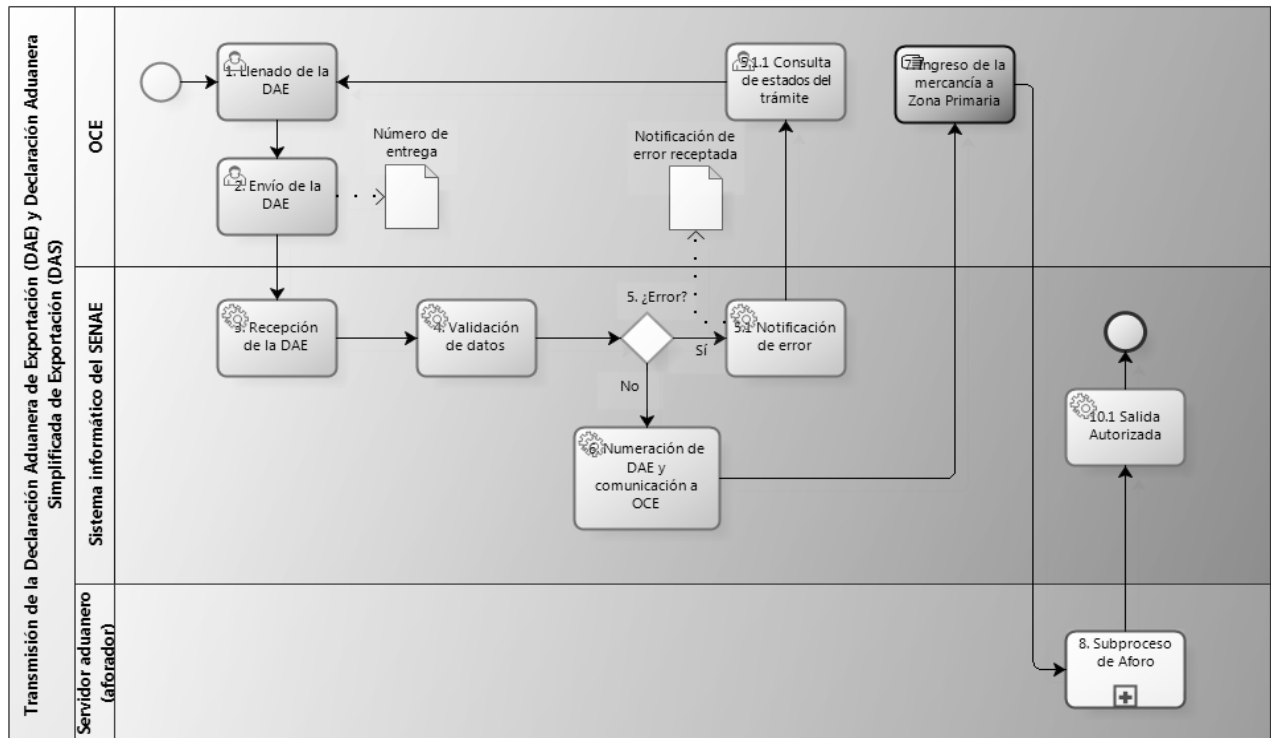 Transmisión de la Declaración Aduanera de Exportación (DAE) y Declaración Aduanera
Simplificada de Exportación (DAS)
OCE
1. Llenado de la
DAE
5.1.1 Consulta
de estados del
trámite
7. Ingreso de la
mercancía a
Zona Primaria
Número de
entrega
Notificación de
error receptada
2. Envío de la
DAE
Sistema informático del SENAE
3. Recepción
de la DAE
4. Validación
de datos
5. ¿Error?
Sí
No
5.1 Notificación
de error
6. Numeración de
DAE y
comunicación a
OCE
10.1 Salida
Autorizada
Servidor aduanero
(aforador)
8. Subproceso
de Aforo